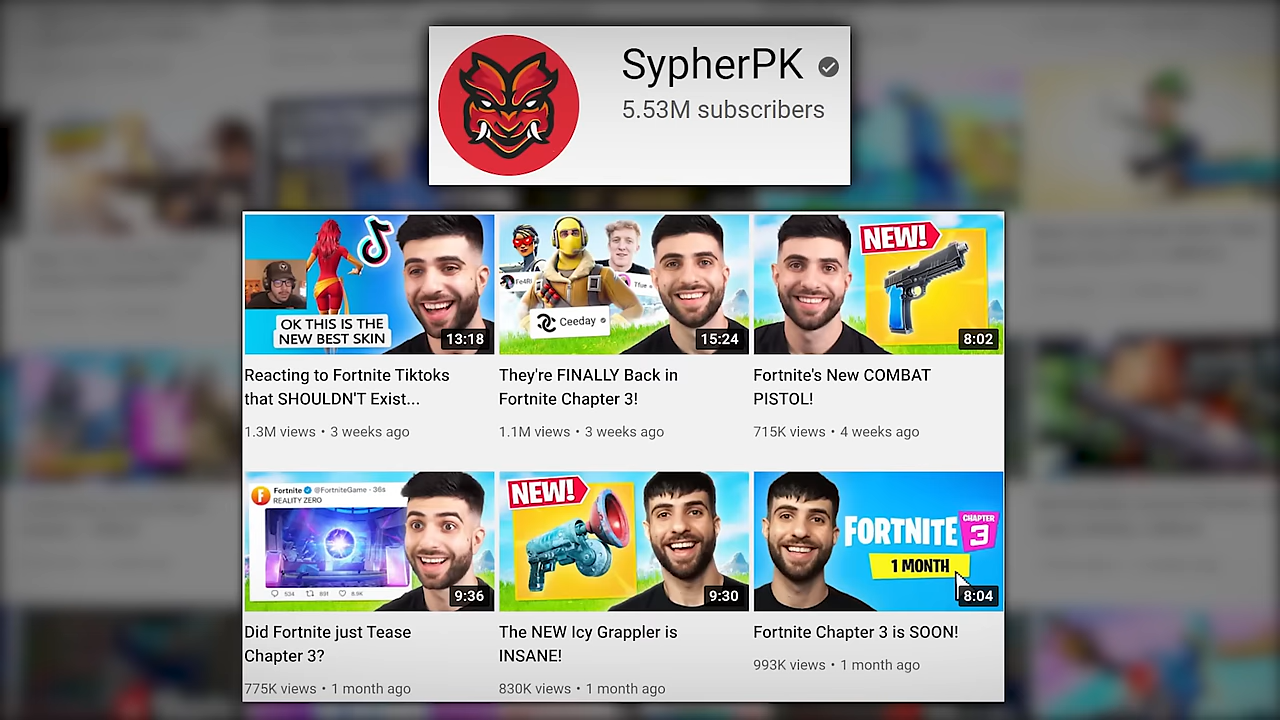 SypherPK
5.53M subscribers
OK THIS IS THE
NEW BEST SKIN
13:18
Reacting to Fortnite Tiktoks
that SHOULDN'T Exist...
1.3M views • 3 weeks ago
Ceeday
15:24
They're FINALLY Back in
Fortnite Chapter 3!
1.1M views • 3 weeks ago
NEW!
8:02
Fortnite's New COMBAT
PISTOL!
715K views • 4 weeks ago
Fortnite @FortniteGame · 36s
REALITY ZERO
534 891 8.9K
9:36
Did Fortnite just Tease
Chapter 3?
775K views • 1 month ago
NEW!
9:30
The NEW Icy Grappler is
INSANE!
830K views • 1 month ago
FORTNITE CHAPTER 3
1 MONTH
8:04
Fortnite Chapter 3 is SOON!
993K views • 1 month ago